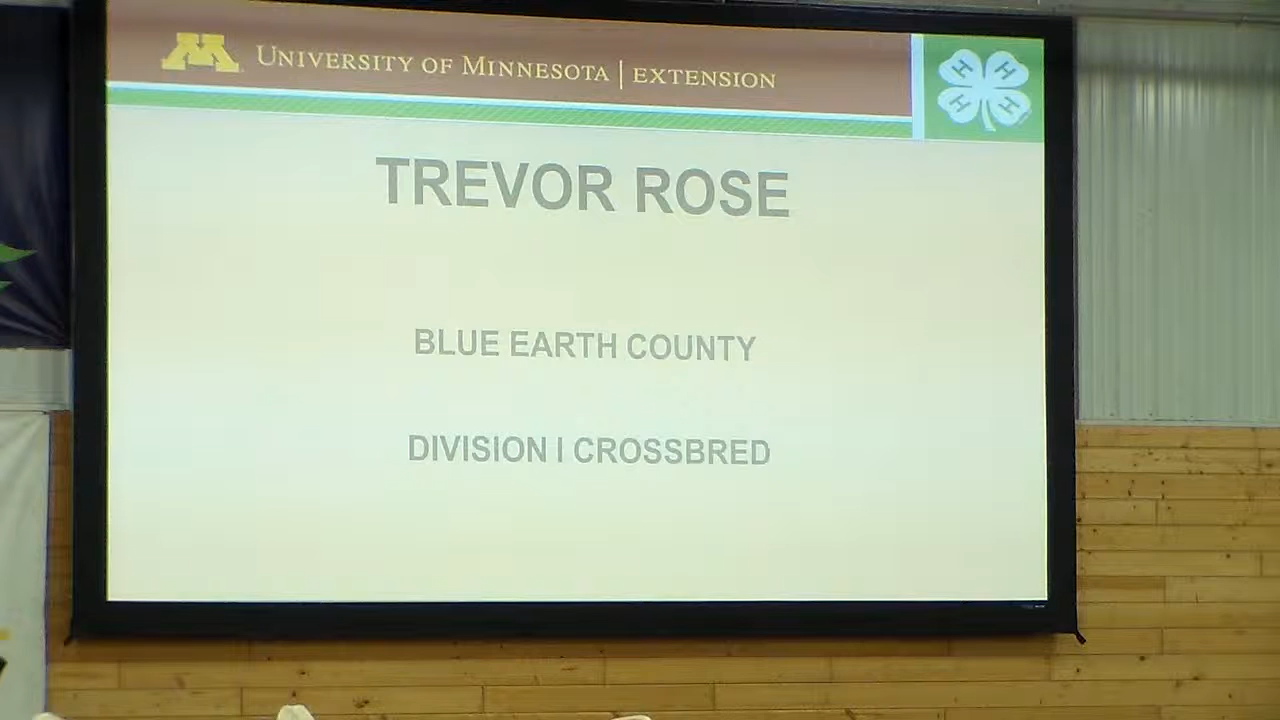 M UNIVERSITY OF MINNESOTA | EXTENSION
H H
H H
TREVOR ROSE
BLUE EARTH COUNTY
DIVISION I CROSSBRED